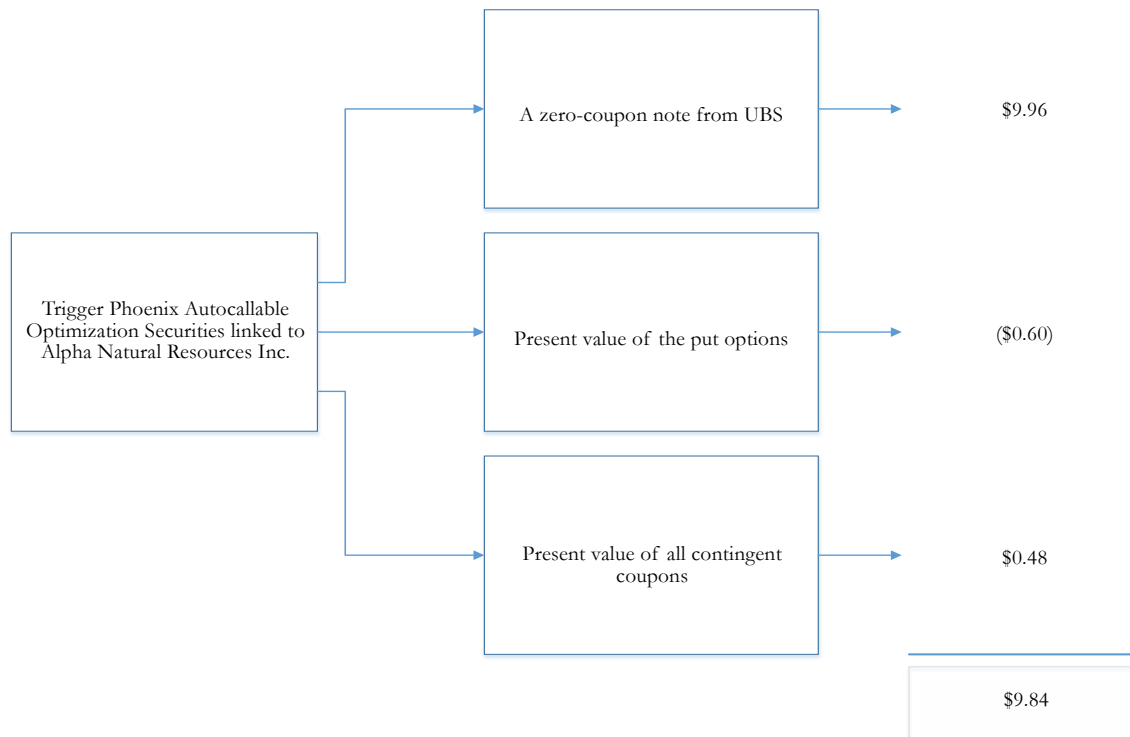 A zero-coupon note from UBS
$9.96
Trigger Phoenix Autocallable
Optimization Securities linked to
Alpha Natural Resources Inc.
Present value of the put options
($0.60)
Present value of all contingent
coupons
$0.48
$9.84